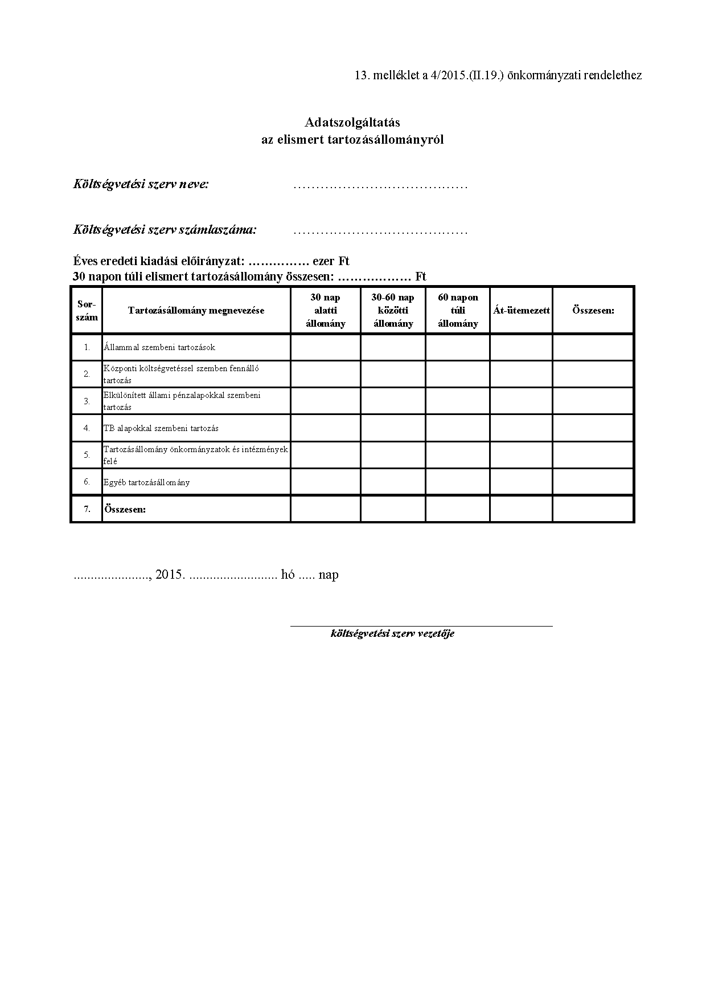 13. melléklet a 4/2015.(II.19.) önkormányzati rendelethez
Adatszolgáltatás
az elismert tartozásállományról
Költségvetési szerv neve: …………………………………
Költségvetési szerv számlaszáma: …………………………………
Éves eredeti kiadási előirányzat: …………… ezer Ft
30 napon túli elismert tartozásállomány összesen: ……………… Ft
Sor-
szám
Tartozásállomány megnevezése
30 nap
alatti
állomány
30-60 nap
közötti
állomány
60 napon
túli
állomány
Át-ütemezett
Összesen:
1. Állammal szembeni tartozások
2. Központi költségvetéssel szemben fennálló
tartozás
3. Elkülönített állami pénzalapokkal szembeni
tartozás
4. TB alapokkal szembeni tartozás
5. Tartozásállomány önkormányzatok és intézmények
felé
6. Egyéb tartozásállomány
7. Összesen:
......................, 2015. .......................... hó ..... nap
költségvetési szerv vezetője